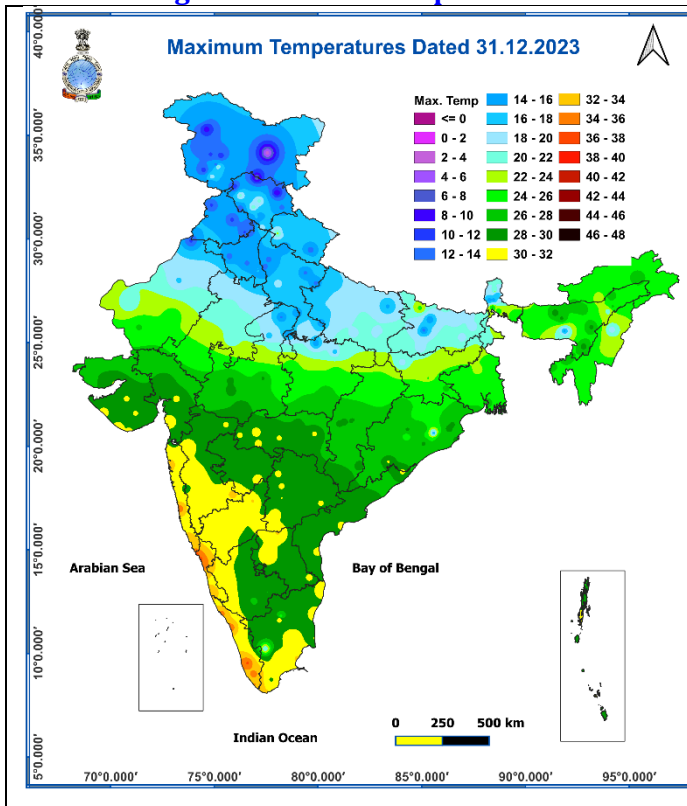 Maximum Temperatures Dated 31.12.2023
Max. Temp
<= 0
0 - 2
2 - 4
4 - 6
6 - 8
8 - 10
10 - 12
12 - 14
14 - 16
16 - 18
18 - 20
20 - 22
22 - 24
24 - 26
26 - 28
28 - 30
30 - 32
32 - 34
34 - 36
36 - 38
38 - 40
40 - 42
42 - 44
44 - 46
46 - 48
40°0.000'
35°0.000'
30°0.000'
25°0.000'
20°0.000'
15°0.000'
10°0.000'
5°0.000'
Arabian Sea
Bay of Bengal
Indian Ocean
0 250 500 km
70°0.000' 75°0.000' 80°0.000' 85°0.000' 90°0.000' 95°0.000'